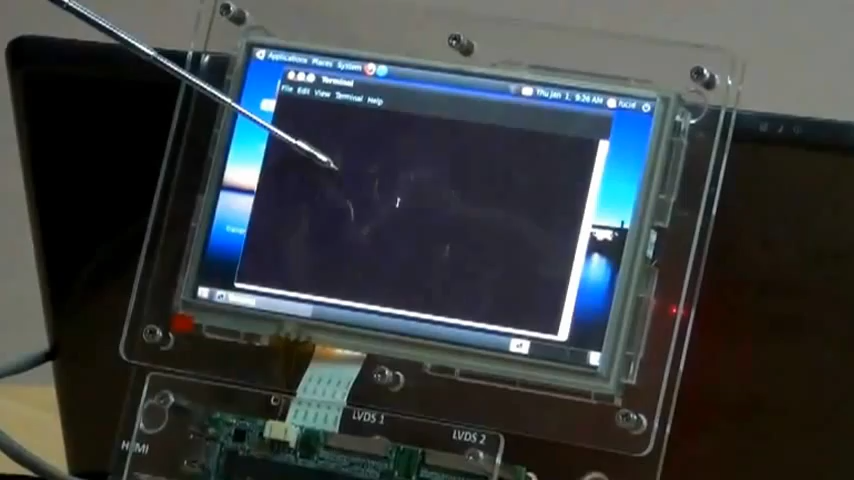 Applications Places System
Thu Jan 1, 9:26 AM lucid
Terminal
File Edit View Terminal Help
LVDS 1
LVDS 2